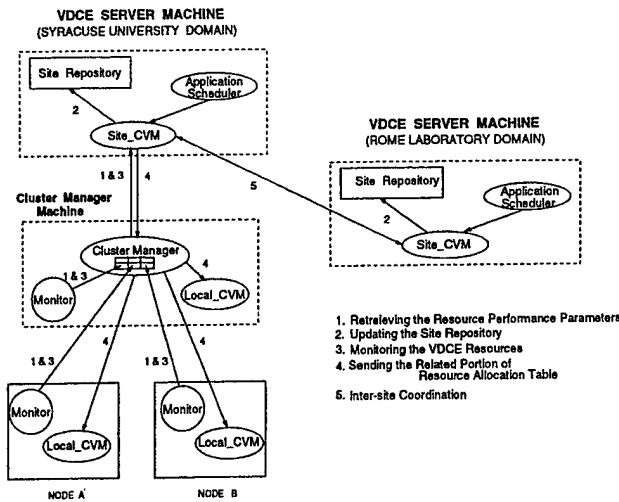 VDCE SERVER MACHINE
(SYRACUSE UNIVERSITY DOMAIN)
Site Repository
Application
Scheduler
2
Site_CVM
1 & 3
4
5
Cluster Manager
Machine
Cluster Manager
1 & 3
4
Monitor
Local_CVM
1 & 3
4
1 & 3
4
Monitor
Local_CVM
NODE A
Monitor
Local_CVM
NODE B
VDCE SERVER MACHINE
(ROME LABORATORY DOMAIN)
Site Repository
Application
Scheduler
2
Site_CVM
1. Retrieving the Resource Performance Parameters
2. Updating the Site Repository
3. Monitoring the VDCE Resources
4. Sending the Related Portion of
Resource Allocation Table
5. Inter-site Coordination